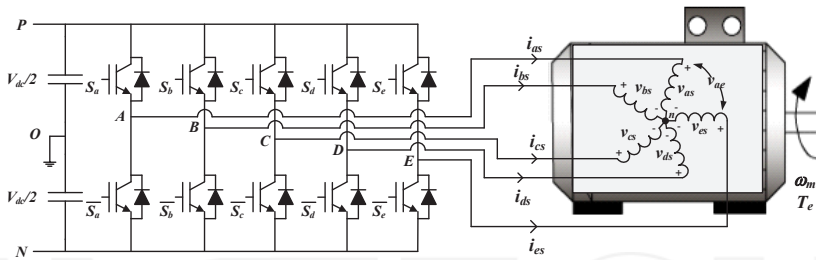 P
V_dc/2
O
V_dc/2
N
S_a
S_b
S_c
S_d
S_e
A
B
C
D
E
S̅_a
S̅_b
S̅_c
S̅_d
S̅_e
i_as
i_bs
i_cs
i_ds
i_es
+ v_as -
+ v_bs -
+ v_cs -
+ v_ds -
+ v_es -
v_ae
n
ω_m
T_e